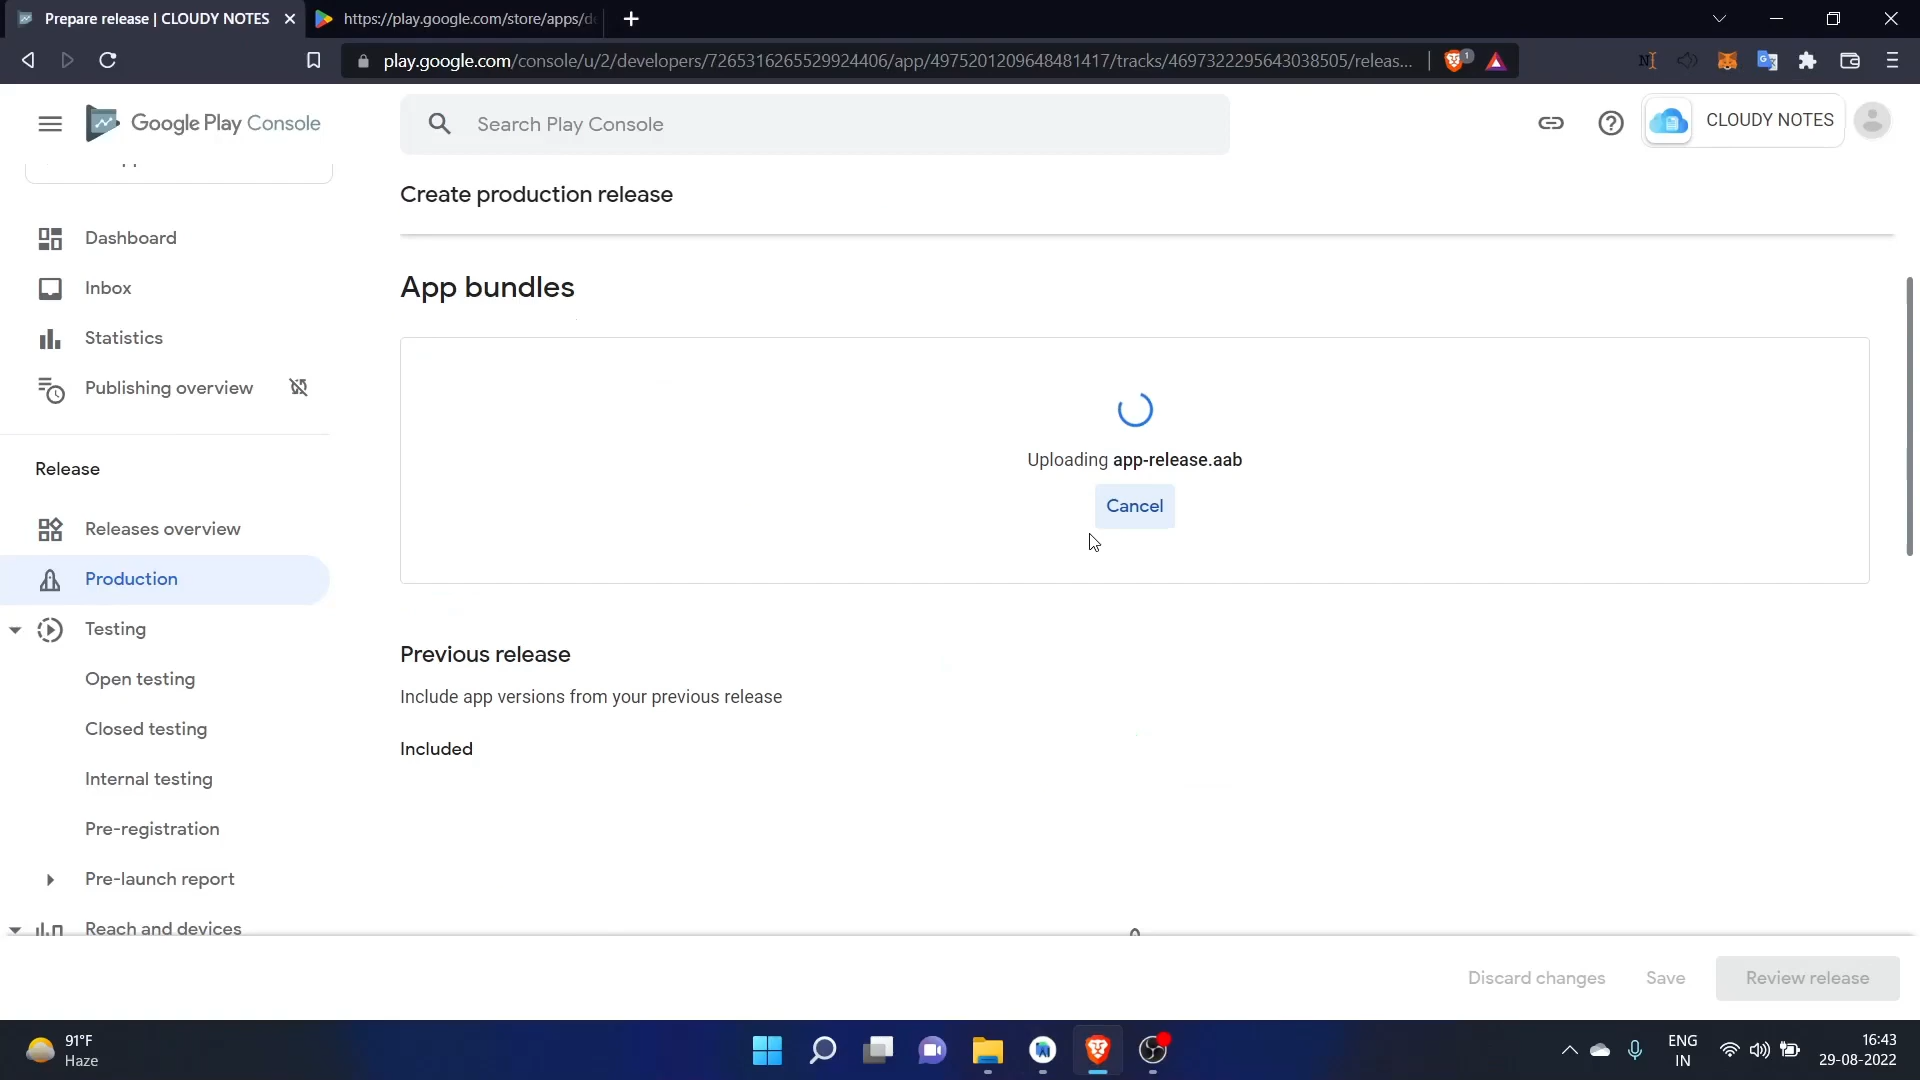 Prepare release | CLOUDY NOTES
https://play.google.com/store/apps/de
play.google.com/console/u/2/developers/7265316265529924406/app/4975201209648481417/tracks/4697322295643038505/releas...
1
Google Play Console
Search Play Console
CLOUDY NOTES
Create production release
Dashboard
Inbox
Statistics
Publishing overview
Release
Releases overview
Production
Testing
Open testing
Closed testing
Internal testing
Pre-registration
Pre-launch report
Reach and devices
App bundles
Uploading app-release.aab
Cancel
Previous release
Include app versions from your previous release
Included
Discard changes
Save
Review release
91°F
Haze
ENG
IN
16:43
29-08-2022